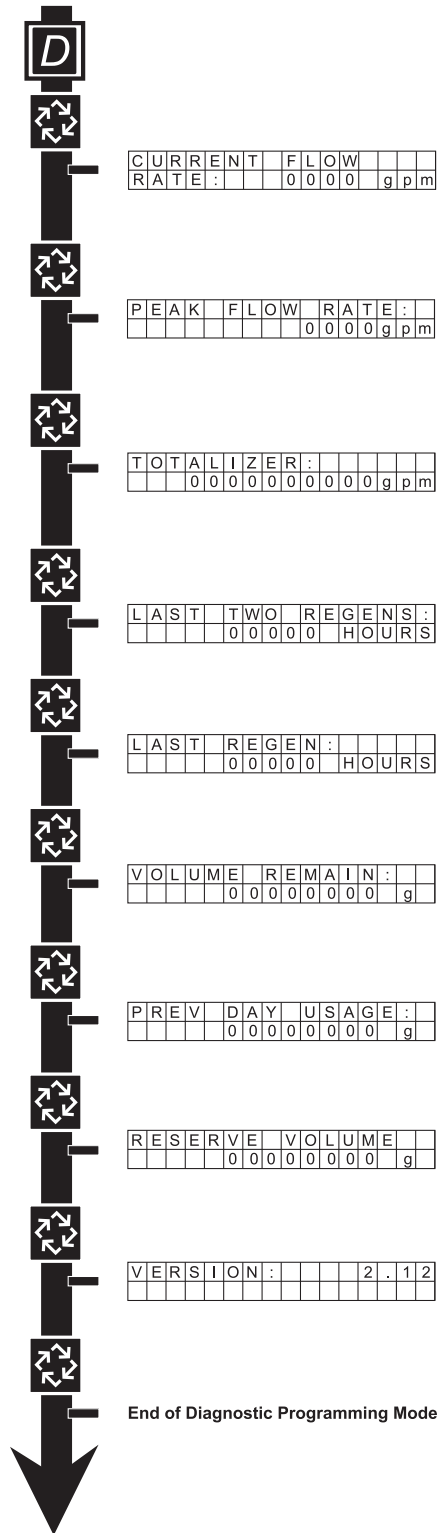 D
CURRENT FLOW
RATE: 0000 gpm
PEAK FLOW RATE:
0000gpm
TOTALIZER:
0000000000gpm
LAST TWO REGENS:
00000 HOURS
LAST REGEN:
00000 HOURS
VOLUME REMAIN:
00000000 g
PREV DAY USAGE:
00000000 g
RESERVE VOLUME
00000000 g
VERSION: 2.12
End of Diagnostic Programming Mode